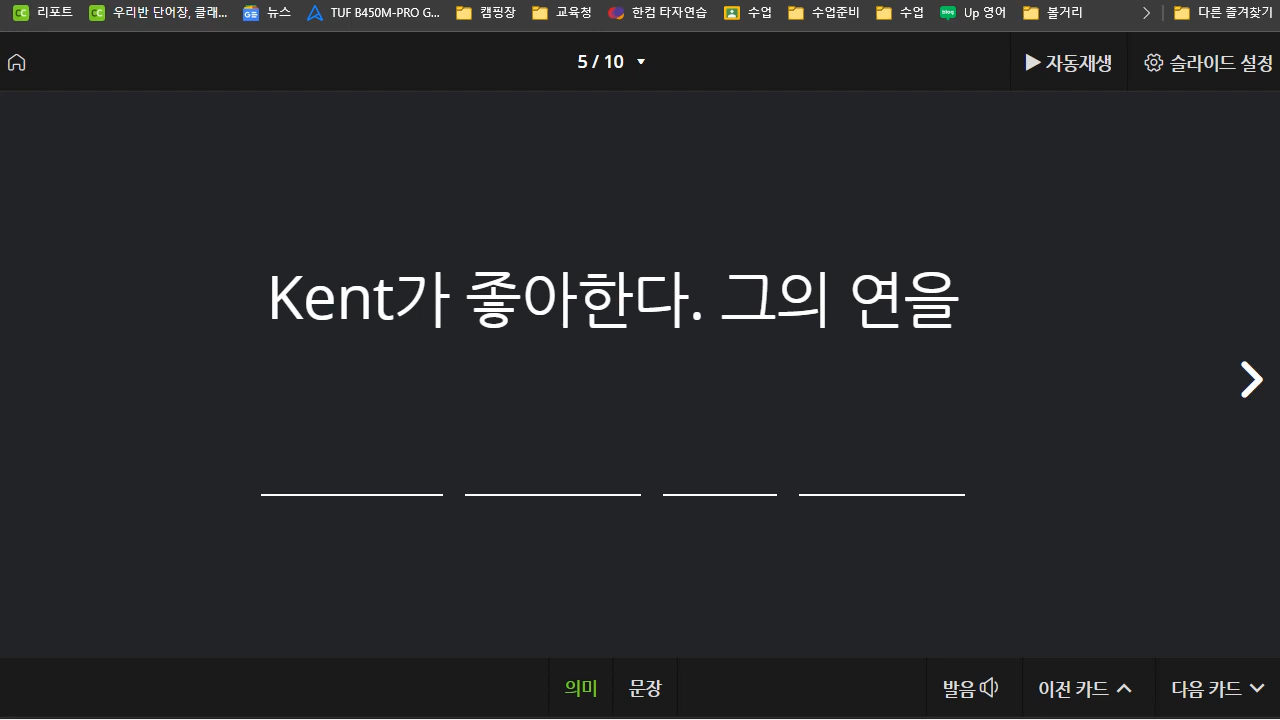 리포트 우리반 단어장, 클래... 뉴스 TUF B450M-PRO G... 캠핑장 교육청 한컴 타자연습 수업 수업준비 수업 Up 영어 볼거리 다른 즐겨찾기
5 / 10 자동재생 슬라이드 설정
Kent가 좋아한다. 그의 연을
의미 문장 발음 이전 카드 다음 카드